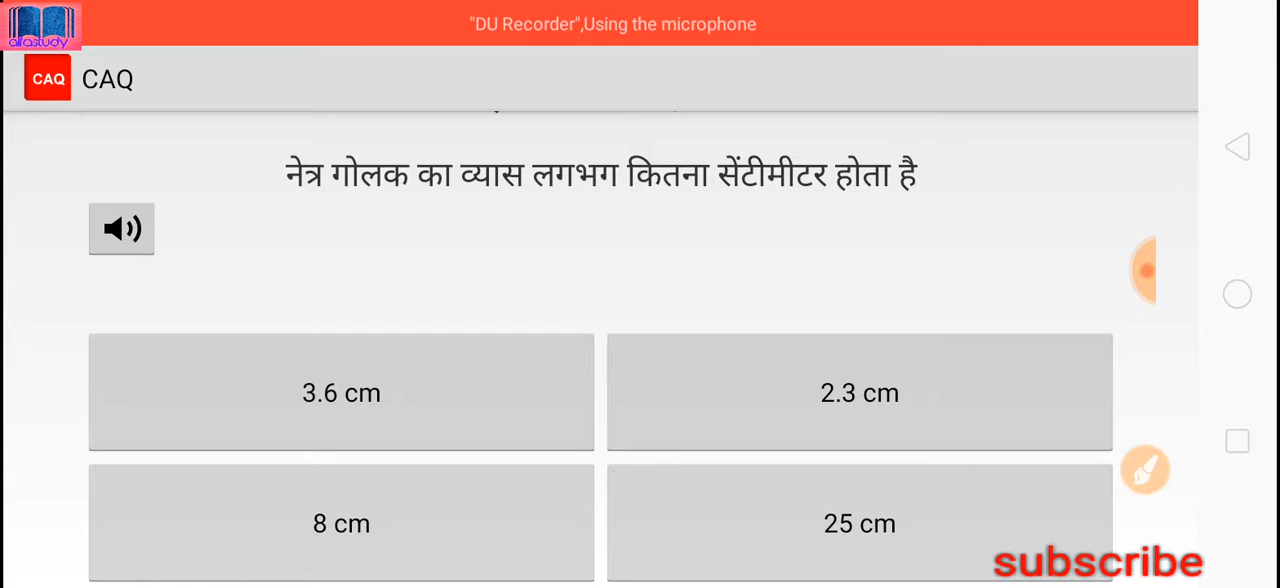 "DU Recorder",Using the microphone
alfastudy
CAQ CAQ
नेत्र गोलक का व्यास लगभग कितना सेंटीमीटर होता है
3.6 cm
2.3 cm
8 cm
25 cm
subscribe